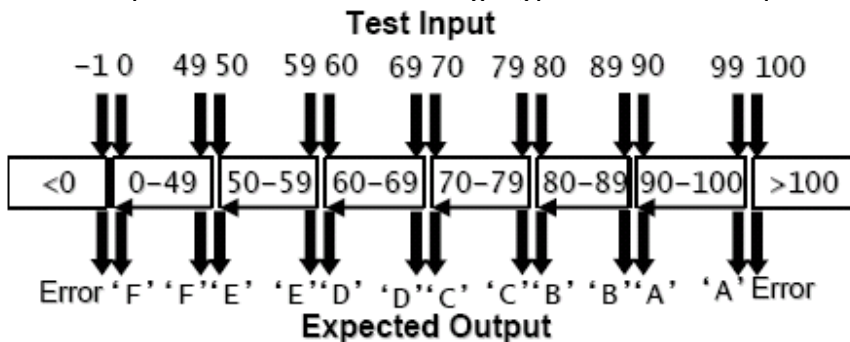 Test Input
-1 0 49 50 59 60 69 70 79 80 89 90 99 100
<0 0-49 50-59 60-69 70-79 80-89 90-100 >100
Error ‘F’ ‘F’ ‘E’ ‘E’ ‘D’ ‘D’ ‘C’ ‘C’ ‘B’ ‘B’ ‘A’ ‘A’ Error
Expected Output